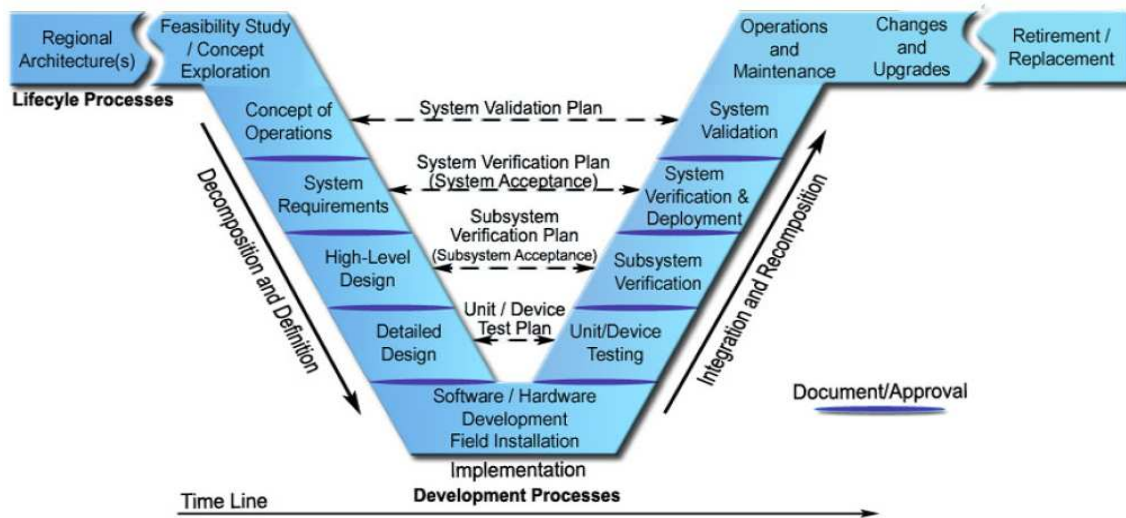 Regional
Architecture(s)
Feasibility Study
/ Concept
Exploration
Operations
and
Maintenance
Changes
and
Upgrades
Retirement /
Replacement
Lifecyle Processes
Concept of
Operations
System Validation Plan
System
Validation
System
Requirements
System Verification Plan
(System Acceptance)
System
Verification &
Deployment
High-Level
Design
Subsystem
Verification Plan
(Subsystem Acceptance)
Subsystem
Verification
Detailed
Design
Unit / Device
Test Plan
Unit/Device
Testing
Decomposition and Definition
Integration and Recomposition
Software / Hardware
Development
Field Installation
Document/Approval
Implementation
Development Processes
Time Line